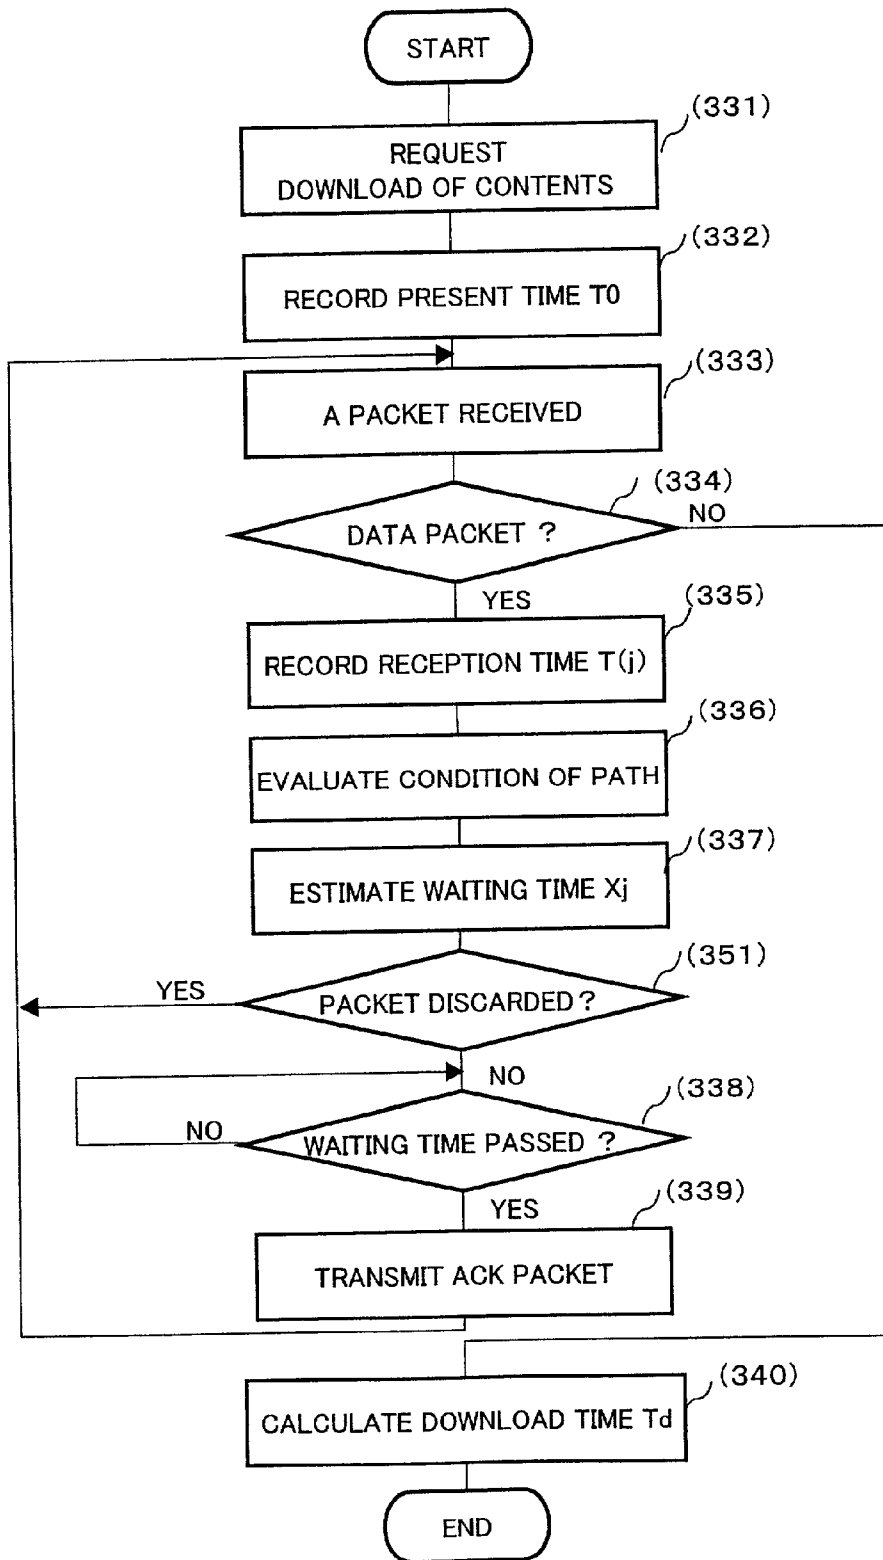 START
(331)
REQUEST
DOWNLOAD OF CONTENTS
(332)
RECORD PRESENT TIME T0
(333)
A PACKET RECEIVED
(334)
DATA PACKET ?
NO
YES
(335)
RECORD RECEPTION TIME T(j)
(336)
EVALUATE CONDITION OF PATH
(337)
ESTIMATE WAITING TIME Xj
(351)
YES
PACKET DISCARDED?
NO
(338)
NO
WAITING TIME PASSED ?
YES
(339)
TRANSMIT ACK PACKET
(340)
CALCULATE DOWNLOAD TIME Td
END